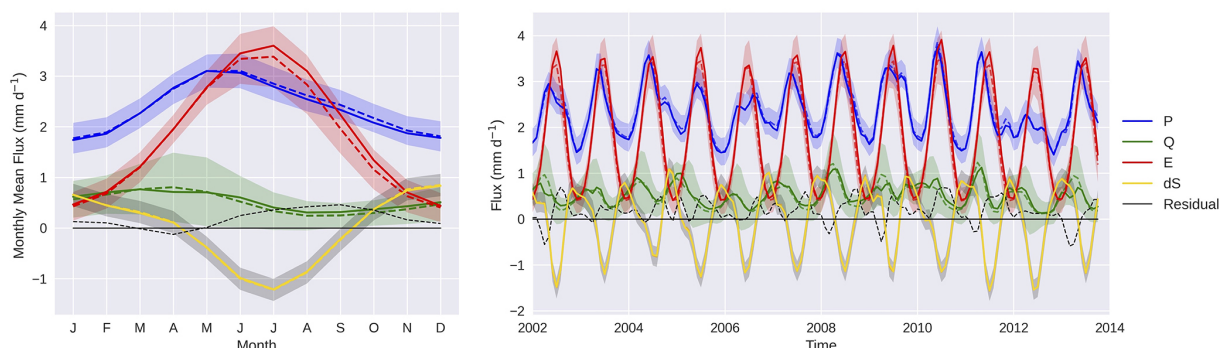 4
3
2
1
0
−1
Monthly Mean Flux (mm d⁻¹)
J F M A M J J A S O N D
Month
4
3
2
1
0
−1
−2
Flux (mm d⁻¹)
2002 2004 2006 2008 2010 2012 2014
Time
P
Q
E
dS
Residual